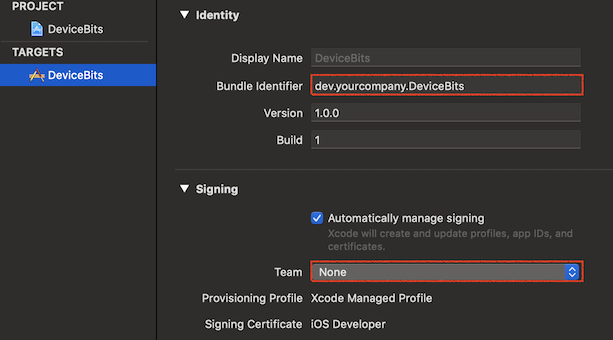 PROJECT
DeviceBits
TARGETS
DeviceBits
Identity
Display Name DeviceBits
Bundle Identifier dev.yourcompany.DeviceBits
Version 1.0.0
Build 1
Signing
Automatically manage signing
Xcode will create and update profiles, app IDs, and
certificates.
Team None
Provisioning Profile Xcode Managed Profile
Signing Certificate iOS Developer